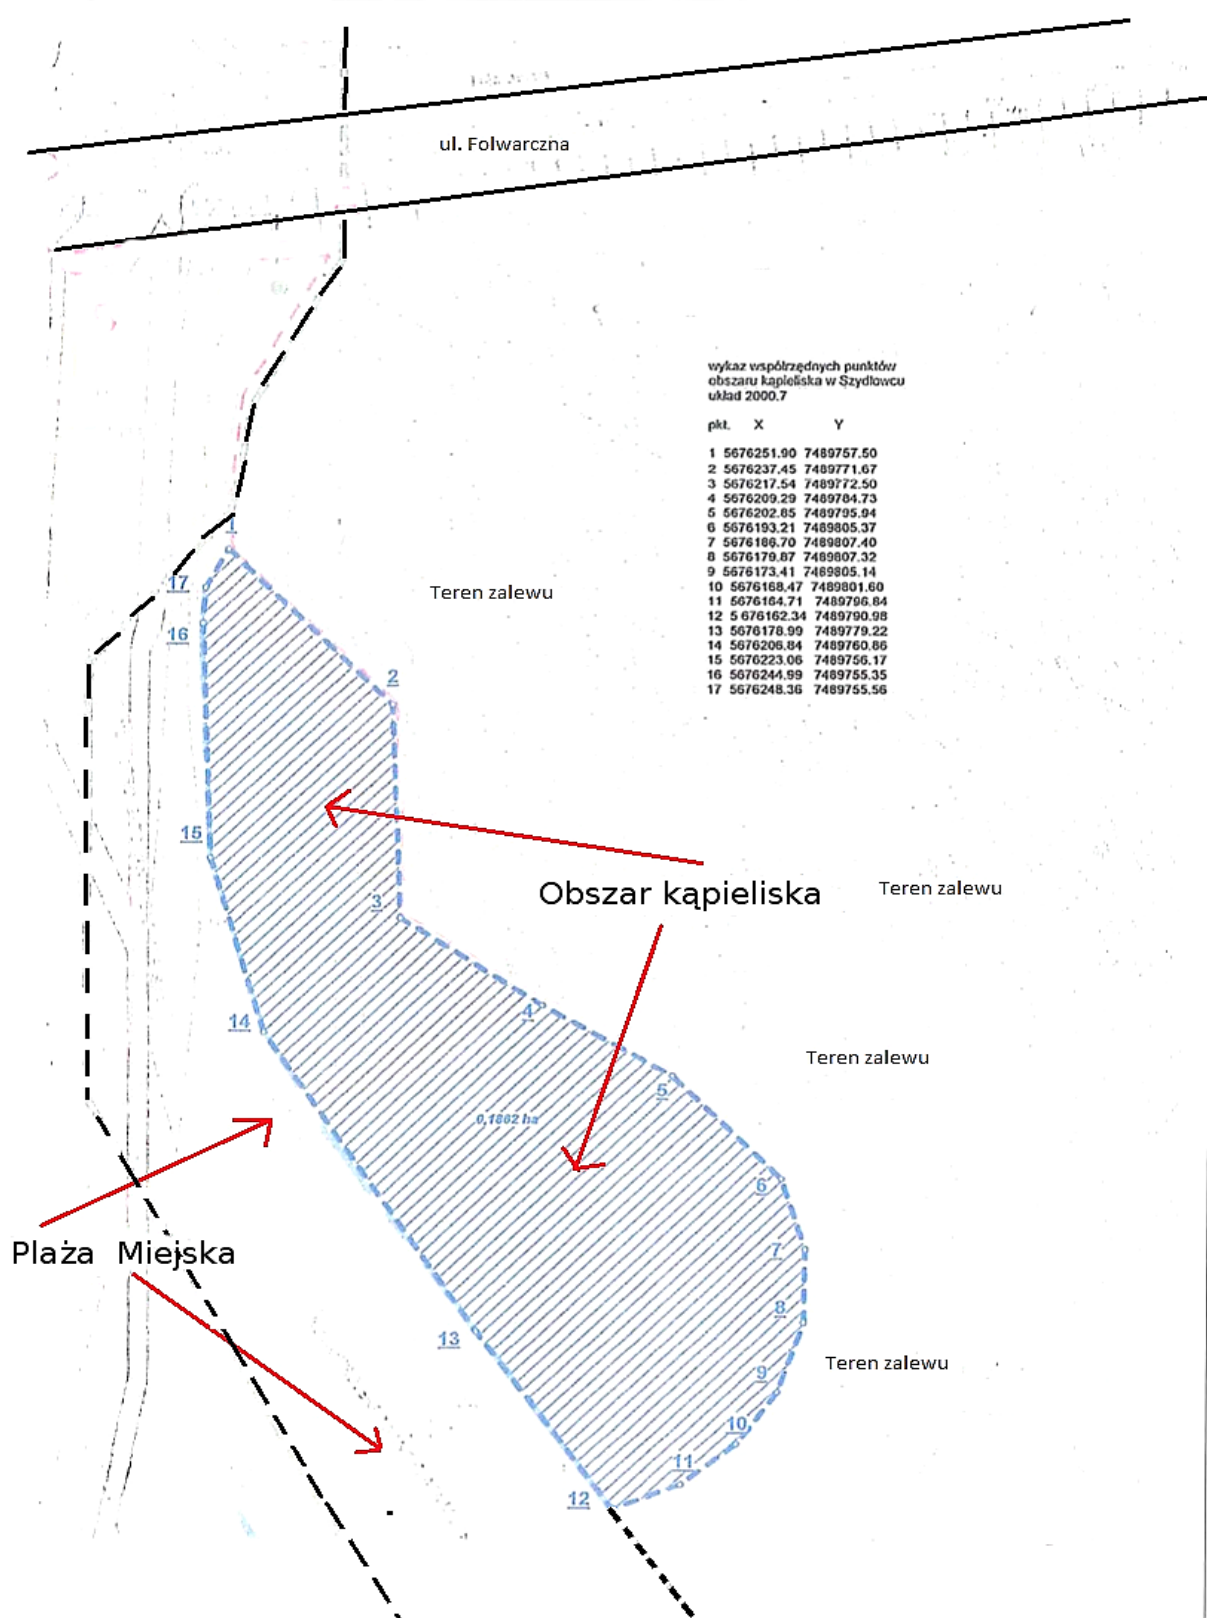 ul. Folwarczna
wykaz współrzędnych punktów
obszaru kąpieliska w Szydłowcu
układ 2000.7
pkt. X Y
1 5676251.90 7489757.50
2 5676237.45 7489771.67
3 5676217.54 7489772.50
4 5676209.29 7489784.73
5 5676202.85 7489795.94
6 5676193.21 7489805.37
7 5676186.70 7489807.40
8 5676179.87 7489807.32
9 5676173.41 7489805.14
10 5676168.47 7489801.60
11 5676164.71 7489796.84
12 5 676162.34 7489790.98
13 5676178.99 7489779.22
14 5676206.84 7489760.86
15 5676223.06 7489756.17
16 5676244.99 7489755.35
17 5676248.36 7489755.56
1
17
Teren zalewu
16
2
15
Obszar kąpieliska
Teren zalewu
3
4
14
Teren zalewu
5
0,1862 ha
6
7
Plaża Miejska
8
13
Teren zalewu
9
10
11
12